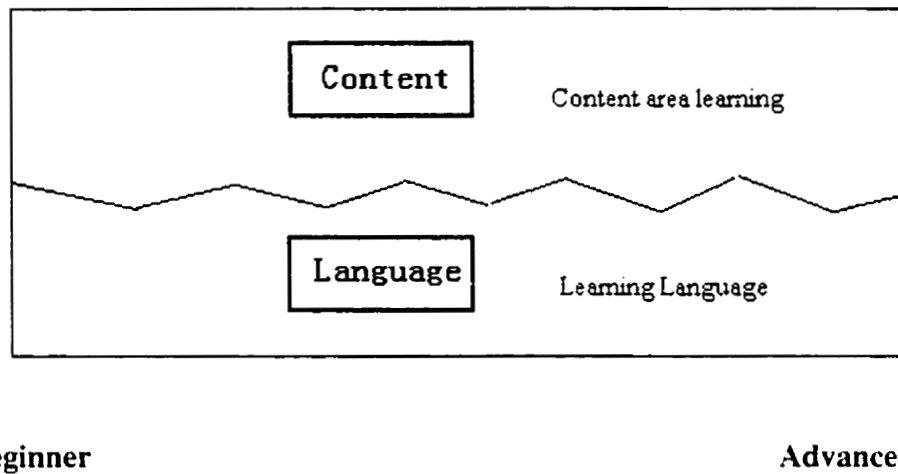 Content
Content area learning
Language
Learning Language
eginner
Advance